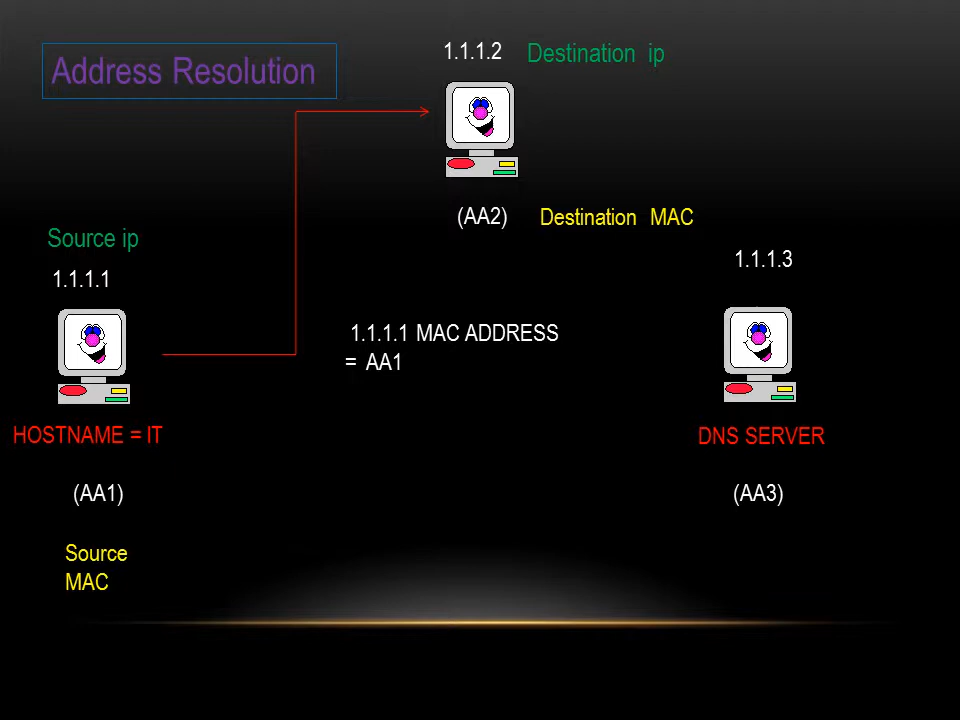 Address Resolution
1.1.1.2
Destination ip
(AA2)
Destination MAC
Source ip
1.1.1.1
1.1.1.3
1.1.1.1 MAC ADDRESS
= AA1
HOSTNAME = IT
DNS SERVER
(AA1)
(AA3)
Source
MAC